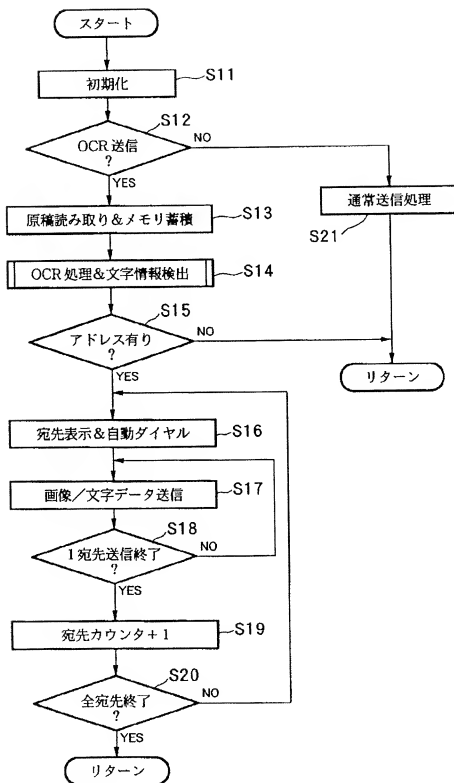 スタート
初期化
S11
S12
OCR送信
?
NO
YES
原稿読み取り&メモリ蓄積
S13
通常送信処理
S21
OCR処理&文字情報検出
S14
S15
アドレス有り
?
NO
YES
リターン
宛先表示&自動ダイヤル
S16
画像/文字データ送信
S17
S18
1宛先送信終了
?
NO
YES
宛先カウンタ+1
S19
S20
全宛先終了
?
NO
YES
リターン